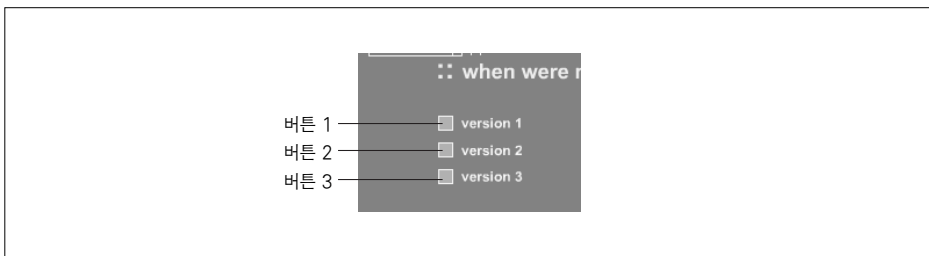 :: when were
버튼 1
version 1
버튼 2
version 2
버튼 3
version 3